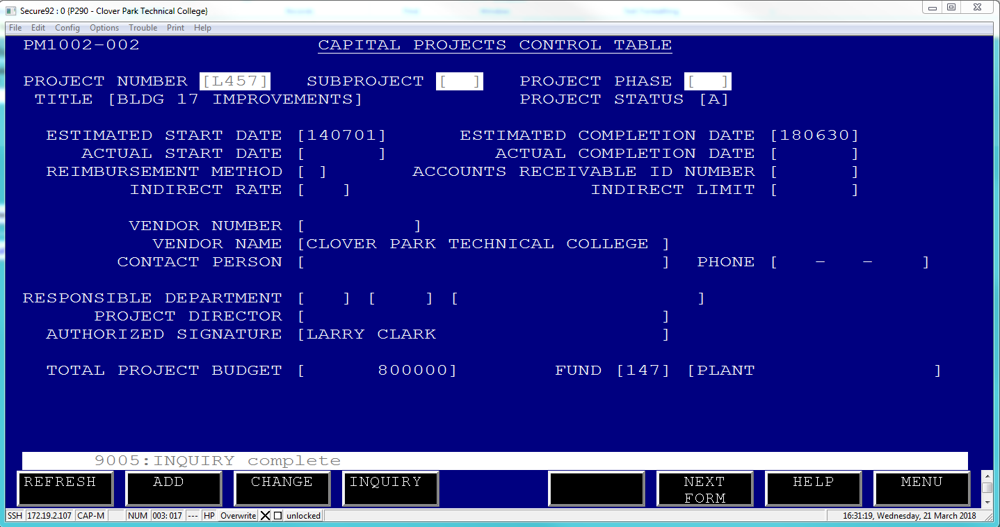 Secure92 : 0 {P290 - Clover Park Technical College}
File Edit Config Options Trouble Print Help
PM1002-002 CAPITAL PROJECTS CONTROL TABLE
PROJECT NUMBER [L457] SUBPROJECT [ ] PROJECT PHASE [ ]
TITLE [BLDG 17 IMPROVEMENTS] PROJECT STATUS [A]
ESTIMATED START DATE [140701] ESTIMATED COMPLETION DATE [180630]
ACTUAL START DATE [ ] ACTUAL COMPLETION DATE [ ]
REIMBURSEMENT METHOD [ ] ACCOUNTS RECEIVABLE ID NUMBER [ ]
INDIRECT RATE [ ] INDIRECT LIMIT [ ]
VENDOR NUMBER [ ]
VENDOR NAME [CLOVER PARK TECHNICAL COLLEGE ]
CONTACT PERSON [ ] PHONE [ - - ]
RESPONSIBLE DEPARTMENT [ ] [ ] [ ]
PROJECT DIRECTOR [ ]
AUTHORIZED SIGNATURE [LARRY CLARK ]
TOTAL PROJECT BUDGET [ 800000] FUND [147] [PLANT ]
9005:INQUIRY complete
REFRESH ADD CHANGE INQUIRY NEXT FORM HELP MENU
SSH 172.19.2.107 CAP-M NUM 003: 017 --- HP Overwrite unlocked 16:31:19, Wednesday, 21 March 2018